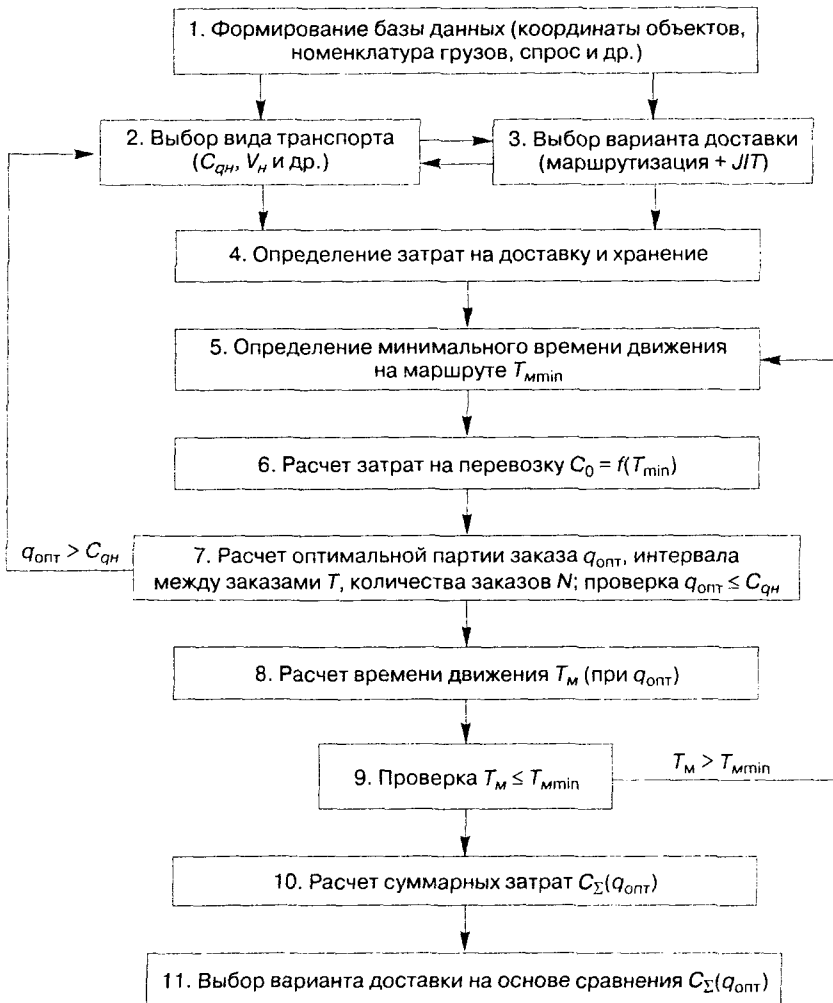 1. Формирование базы данных (координаты объектов,
номенклатура грузов, спрос и др.)
2. Выбор вида транспорта
(C_qн, V_н и др.)
3. Выбор варианта доставки
(маршрутизация + JIT)
4. Определение затрат на доставку и хранение
5. Определение минимального времени движения
на маршруте T_мmin
6. Расчет затрат на перевозку C_0 = f(T_min)
q_опт > C_qн
7. Расчет оптимальной партии заказа q_опт, интервала
между заказами T, количества заказов N; проверка q_опт ≤ C_qн
8. Расчет времени движения T_м (при q_опт)
9. Проверка T_м ≤ T_мmin
T_м > T_мmin
10. Расчет суммарных затрат C_Σ(q_опт)
11. Выбор варианта доставки на основе сравнения C_Σ(q_опт)